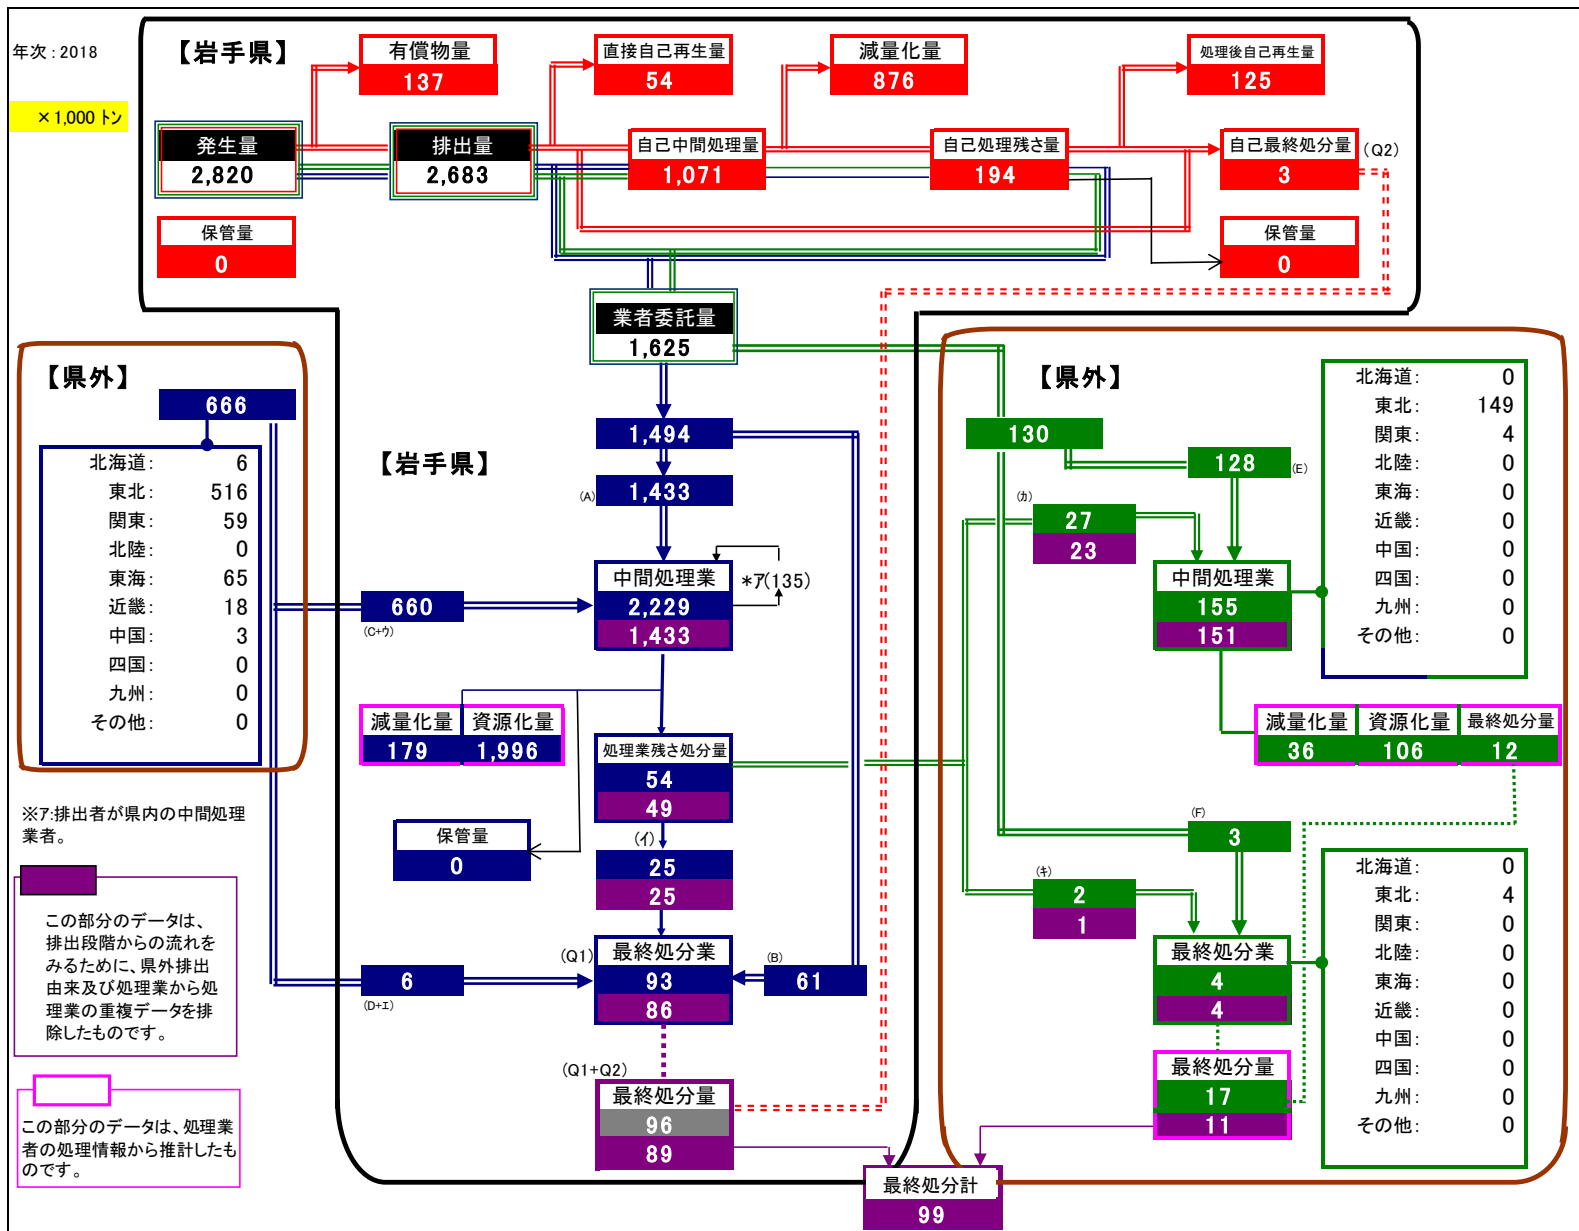 年次：2018
×1,000 トン
【岩手県】
有償物量
137
直接自己再生量
54
減量化量
876
処理後自己再生量
125
発生量
2,820
排出量
2,683
自己中間処理量
1,071
自己処理残さ量
194
自己最終処分量
3
(Q2)
保管量
0
保管量
0
業者委託量
1,625
【県外】
666
北海道： 6
東北： 516
関東： 59
北陸： 0
東海： 65
近畿： 18
中国： 3
四国： 0
九州： 0
その他： 0
【岩手県】
1,494
(A)
1,433
中間処理業
2,229
1,433
*ｱ(135)
660
(C+ｳ)
減量化量
179
資源化量
1,996
処理業残さ処分量
54
49
保管量
0
(ｲ)
25
25
(Q1)
最終処分業
93
86
(B)
61
6
(D+ｴ)
(Q1+Q2)
最終処分量
96
89
【県外】
130
128
(E)
(ｶ)
27
23
中間処理業
155
151
北海道： 0
東北： 149
関東： 4
北陸： 0
東海： 0
近畿： 0
中国： 0
四国： 0
九州： 0
その他： 0
減量化量
36
資源化量
106
最終処分量
12
(F)
3
(ｷ)
2
1
最終処分業
4
4
北海道： 0
東北： 4
関東： 0
北陸： 0
東海： 0
近畿： 0
中国： 0
四国： 0
九州： 0
その他： 0
最終処分量
17
11
最終処分計
99
※ｱ:排出者が県内の中間処理
業者。
この部分のデータは、
排出段階からの流れを
みるために、県外排出
由来及び処理業から処
理業の重複データを排
除したものです。
この部分のデータは、処理業
者の処理情報から推計したも
のです。